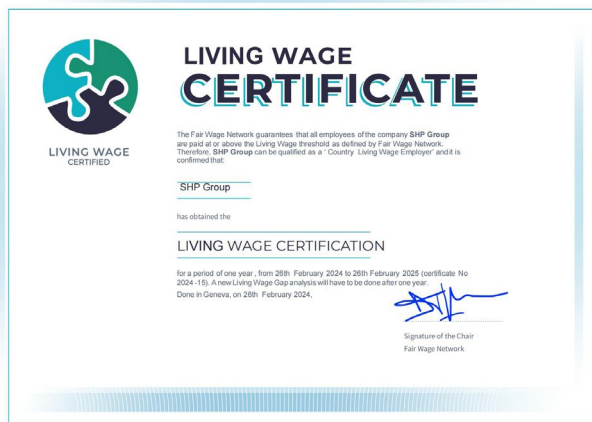 LIVING WAGE
CERTIFICATE
LIVING WAGE
CERTIFIED
The Fair Wage Network guarantees that all employees of the company SHP Group
are paid at or above the Living Wage threshold as defined by Fair Wage Network.
Therefore, SHP Group can be qualified as a ' Country Living Wage Employer' and it is
confirmed that:
SHP Group
has obtained the
LIVING WAGE CERTIFICATION
for a period of one year , from 26th February 2024 to 26th February 2025 (certificate No
2024 -15). A new Living Wage Gap analysis will have to be done after one year.
Done in Geneva, on 26th February 2024,
Signature of the Chair
Fair Wage Network